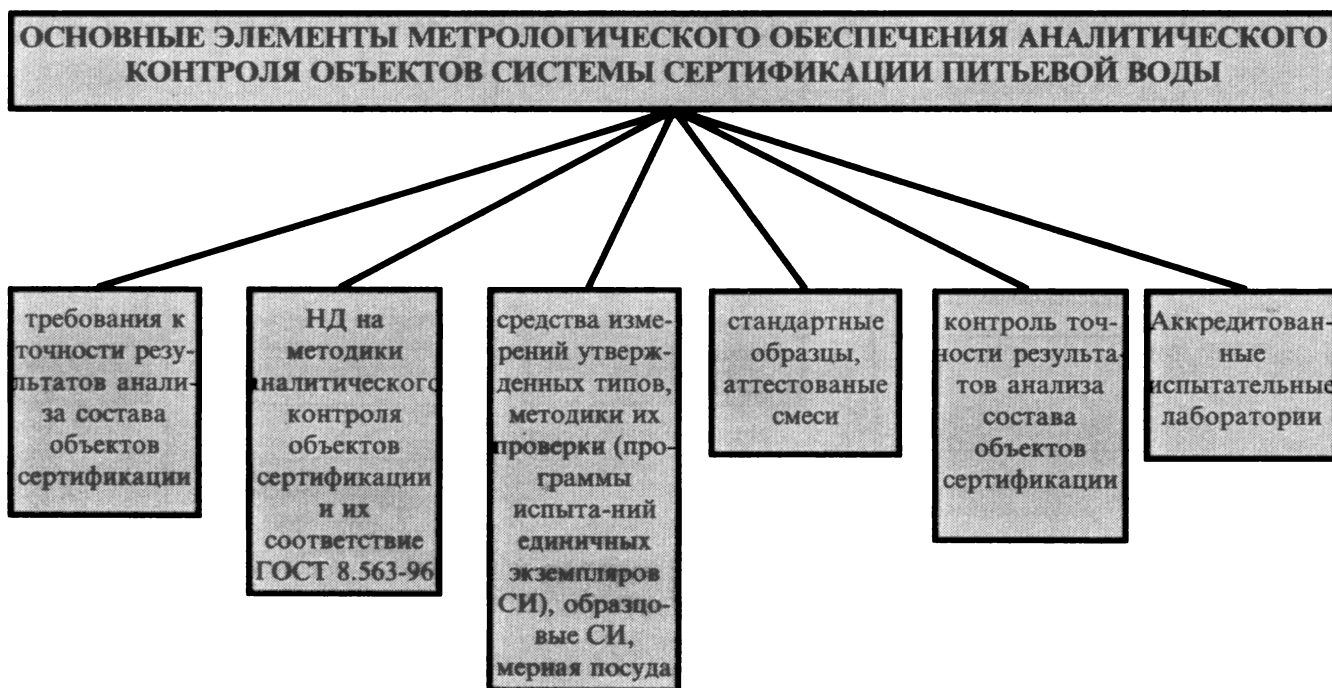 ОСНОВНЫЕ ЭЛЕМЕНТЫ МЕТРОЛОГИЧЕСКОГО ОБЕСПЕЧЕНИЯ АНАЛИТИЧЕСКОГО
КОНТРОЛЯ ОБЪЕКТОВ СИСТЕМЫ СЕРТИФИКАЦИИ ПИТЬЕВОЙ ВОДЫ
требования к
точности резу-
льтатов анали-
за состава
объектов
сертификации
НД на
методики
аналитического
контроля
объектов
сертификации
и их
соответствие
ГОСТ 8.563-96
средства изме-
рений утверж-
денных типов,
методики их
проверки (про-
граммы
испыта-ний
единичных
экземпляров
СИ), образцо-
вые СИ,
мерная посуда
стандартные
образцы,
аттестованые
смеси
контроль точ-
ности результа-
тов анализа
состава
объектов
сертификации
Аккредитован-
ные
испытательные
лаборатории